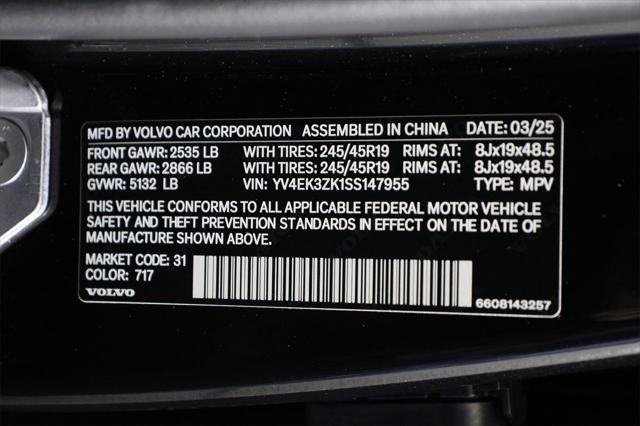 MFD BY VOLVO CAR CORPORATION ASSEMBLED IN CHINA DATE: 03/25
FRONT GAWR: 2535 LB WITH TIRES: 245/45R19 RIMS AT: 8Jx19x48.5
REAR GAWR: 2866 LB WITH TIRES: 245/45R19 RIMS AT: 8Jx19x48.5
GVWR: 5132 LB VIN: YV4EK3ZK1SS147955 TYPE: MPV
THIS VEHICLE CONFORMS TO ALL APPLICABLE FEDERAL MOTOR VEHICLE
SAFETY AND THEFT PREVENTION STANDARDS IN EFFECT ON THE DATE OF
MANUFACTURE SHOWN ABOVE.
MARKET CODE: 31
COLOR: 717
VOLVO 6608143257